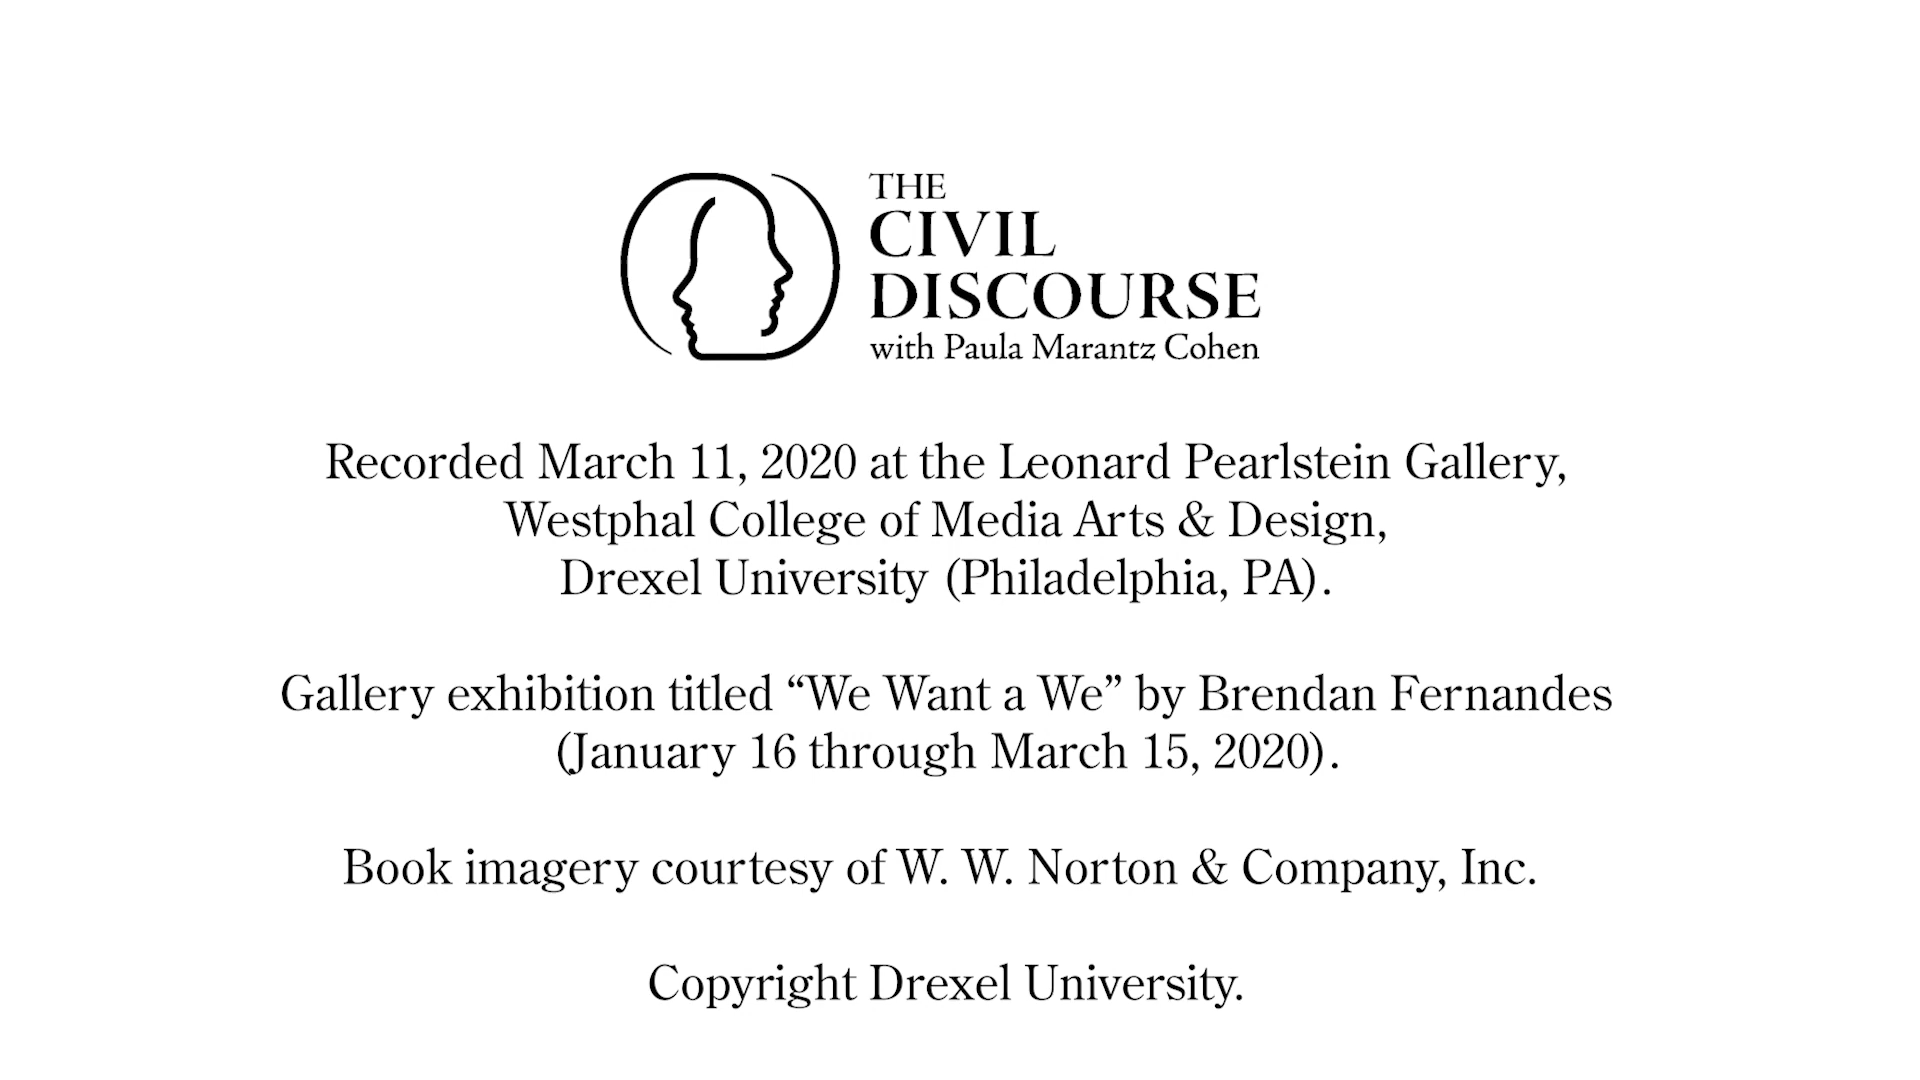 THE
CIVIL
DISCOURSE
with Paula Marantz Cohen
Recorded March 11, 2020 at the Leonard Pearlstein Gallery,
Westphal College of Media Arts & Design,
Drexel University (Philadelphia, PA).
Gallery exhibition titled “We Want a We” by Brendan Fernandes
(January 16 through March 15, 2020).
Book imagery courtesy of W. W. Norton & Company, Inc.
Copyright Drexel University.